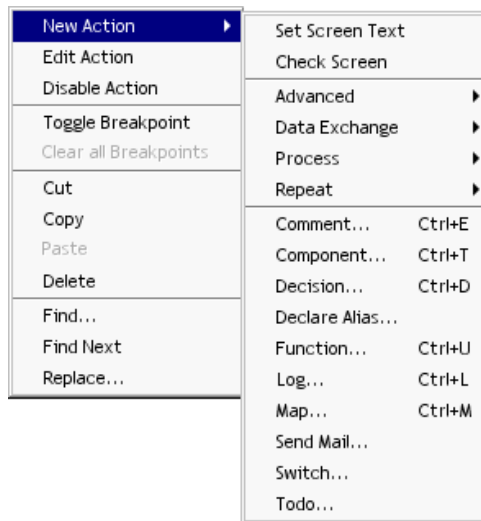 New Action
Edit Action
Disable Action
Toggle Breakpoint
Clear all Breakpoints
Cut
Copy
Paste
Delete
Find...
Find Next
Replace...
Set Screen Text
Check Screen
Advanced
Data Exchange
Process
Repeat
Comment... Ctrl+E
Component... Ctrl+T
Decision... Ctrl+D
Declare Alias...
Function... Ctrl+U
Log... Ctrl+L
Map... Ctrl+M
Send Mail...
Switch...
Todo...